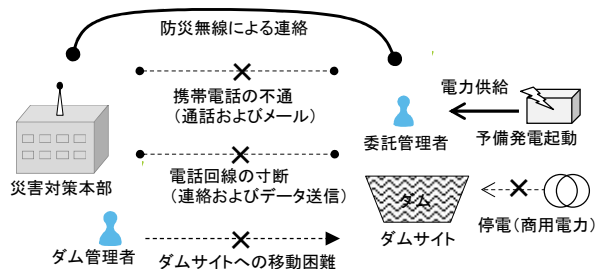 防災無線による連絡
携帯電話の不通
(通話およびメール)
電力供給
委託管理者
予備発電起動
災害対策本部
電話回線の寸断
(連絡およびデータ送信)
ダム
ダムサイト
停電(商用電力)
ダム管理者
ダムサイトへの移動困難